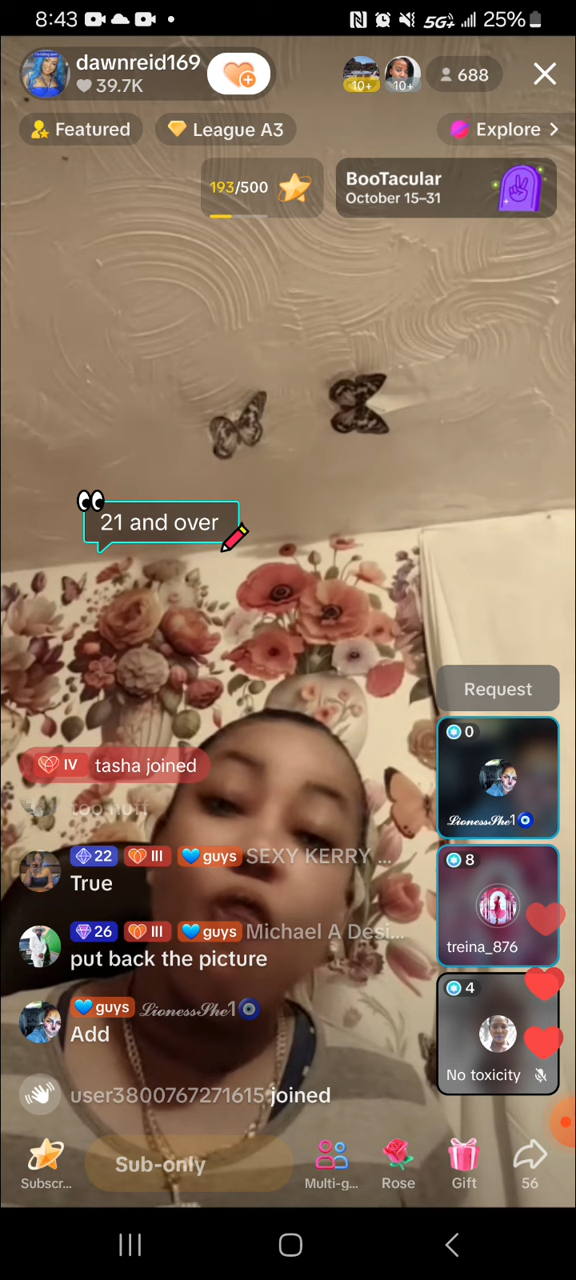 8:43
5G+
25%
dawnreid169
39.7K
10+
10+
688
Featured
League A3
Explore
193/500
BooTacular
October 15–31
21 and over
Request
IV tasha joined
too nuff
0
LionessShe1
22 III guys SEXY KERRY ...
True
8
treina_876
26 III guys Michael A Desi...
put back the picture
4
No toxicity
guys LionessShe1
Add
user3800767271615 joined
Subscr...
Sub-only
Multi-g...
Rose
Gift
56